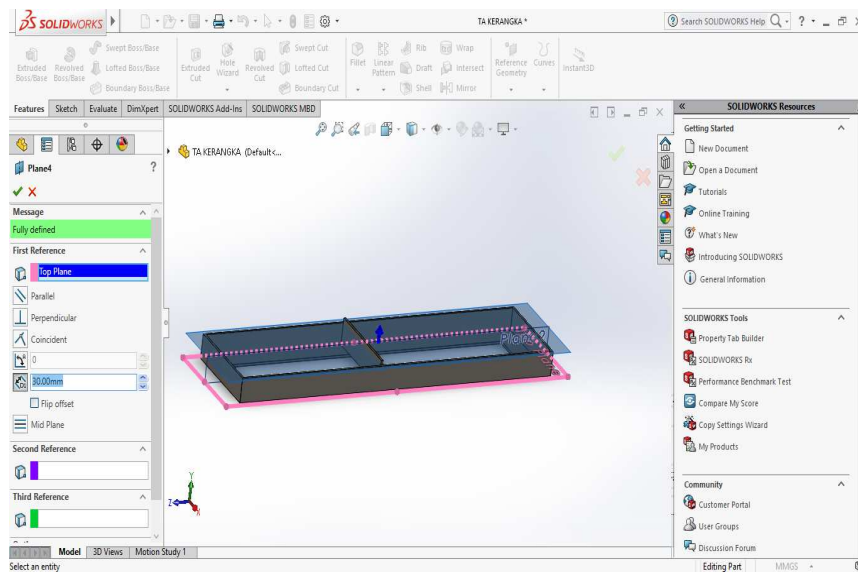 SOLIDWORKS
TA KERANGKA *
Search SOLIDWORKS Help
Extruded Boss/Base
Revolved Boss/Base
Swept Boss/Base
Lofted Boss/Base
Boundary Boss/Base
Extruded Cut
Hole Wizard
Revolved Cut
Swept Cut
Lofted Cut
Boundary Cut
Fillet
Linear Pattern
Rib
Draft
Shell
Wrap
Intersect
Mirror
Reference Geometry
Curves
Instant3D
Features
Sketch
Evaluate
DimXpert
SOLIDWORKS Add-Ins
SOLIDWORKS MBD
TA KERANGKA (Default<...
Plane4
?
Message
Fully defined
First Reference
Top Plane
Parallel
Perpendicular
Coincident
0
30.00mm
Flip offset
Mid Plane
Second Reference
Third Reference
Y
Z
X
SOLIDWORKS Resources
Getting Started
New Document
Open a Document
Tutorials
Online Training
What's New
Introducing SOLIDWORKS
General Information
SOLIDWORKS Tools
Property Tab Builder
SOLIDWORKS Rx
Performance Benchmark Test
Compare My Score
Copy Settings Wizard
My Products
Community
Customer Portal
User Groups
Discussion Forum
Model
3D Views
Motion Study 1
Select an entity
Editing Part
MMGS